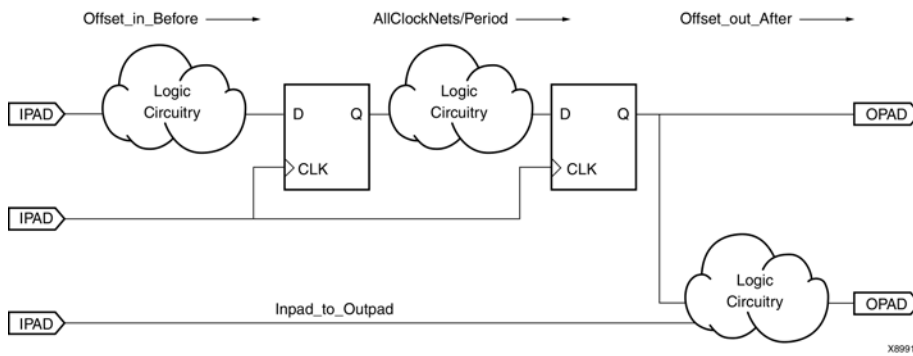 Offset_in_Before
AllClockNets/Period
Offset_out_After
IPAD
Logic
Circuitry
D
Q
CLK
Logic
Circuitry
D
Q
CLK
OPAD
IPAD
IPAD
Inpad_to_Outpad
Logic
Circuitry
OPAD
X8991